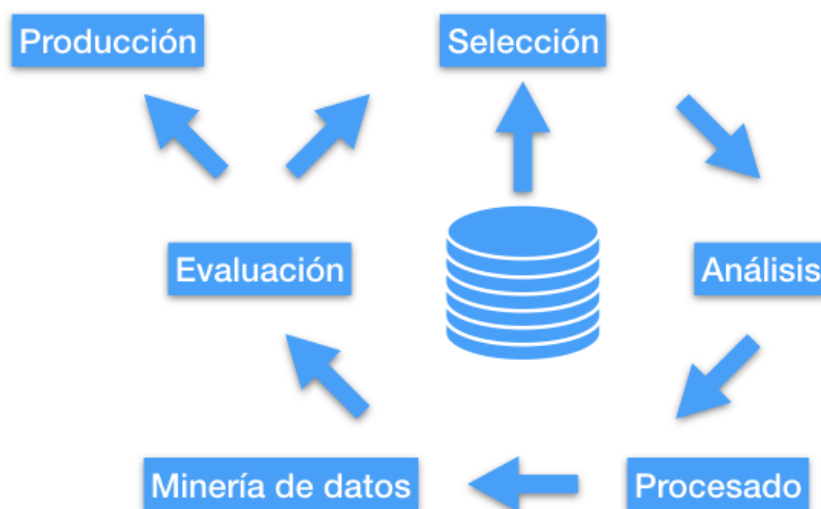 Producción
Selección
Evaluación
Análisis
Minería de datos
Procesado